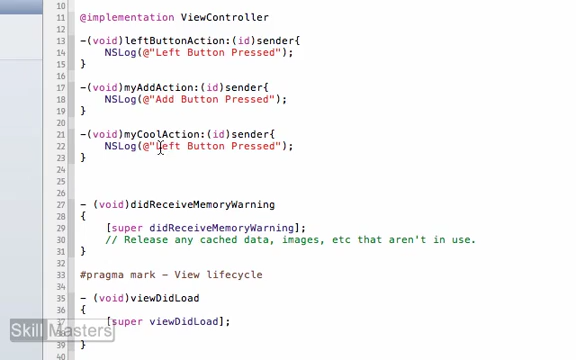 10
11 @implementation ViewController
12
13 -(void)leftButtonAction:(id)sender{
14 NSLog(@"Left Button Pressed");
15 }
16
17 -(void)myAddAction:(id)sender{
18 NSLog(@"Add Button Pressed");
19 }
20
21 -(void)myCoolAction:(id)sender{
22 NSLog(@"Left Button Pressed");
23 }
24
25
26
27 - (void)didReceiveMemoryWarning
28 {
29 [super didReceiveMemoryWarning];
30 // Release any cached data, images, etc that aren't in use.
31 }
32
33 #pragma mark - View lifecycle
34
35 - (void)viewDidLoad
36 {
37 [super viewDidLoad];
38
39 }
40
Skill Masters